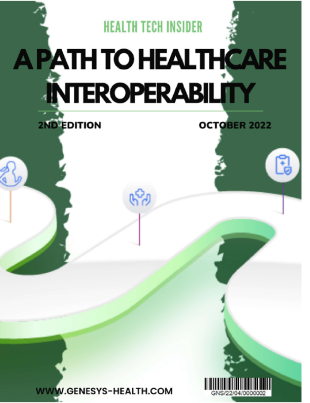 HEALTH TECH INSIDER
A PATH TO HEALTHCARE
INTEROPERABILITY
2ND EDITION OCTOBER 2022
WWW.GENESYS-HEALTH.COM
GNS/22/04/0000002